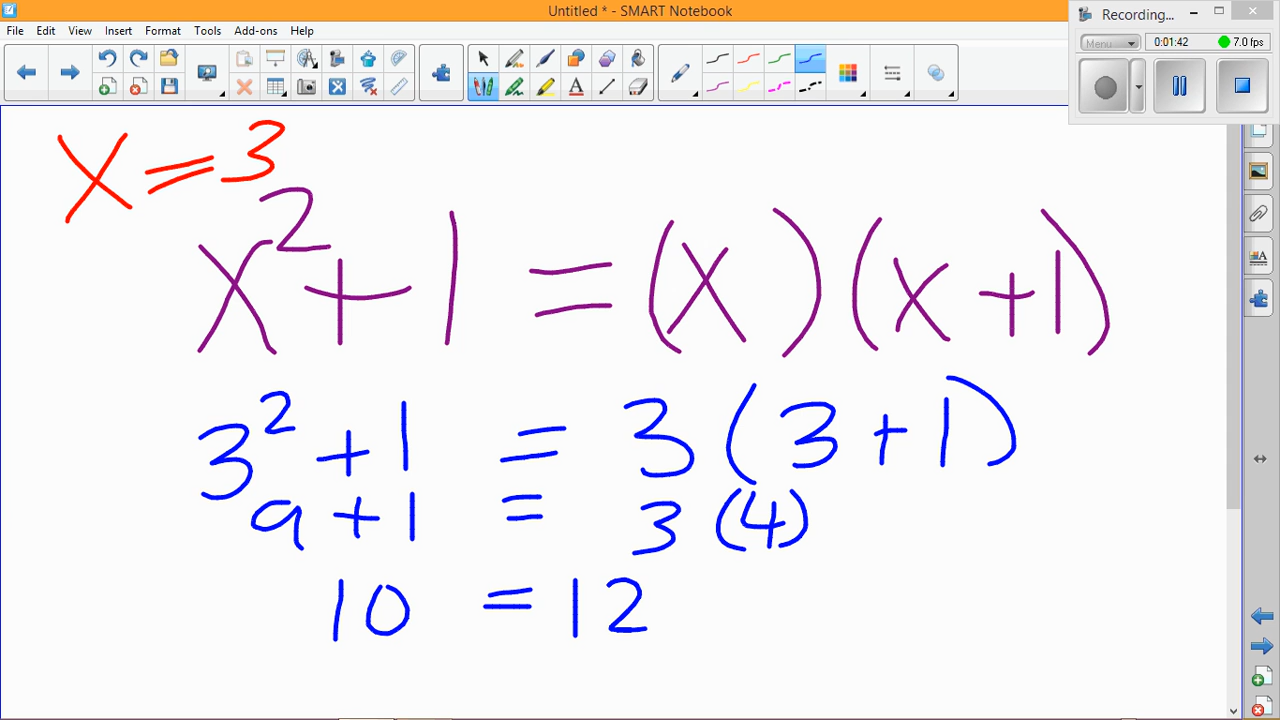 Untitled * - SMART Notebook
Recording...
File Edit View Insert Format Tools Add-ons Help
Menu 0:01:42 7.0 fps
x = 3
x² + 1 = (x)(x + 1)
3² + 1 = 3(3 + 1)
9 + 1 = 3(4)
10 = 12